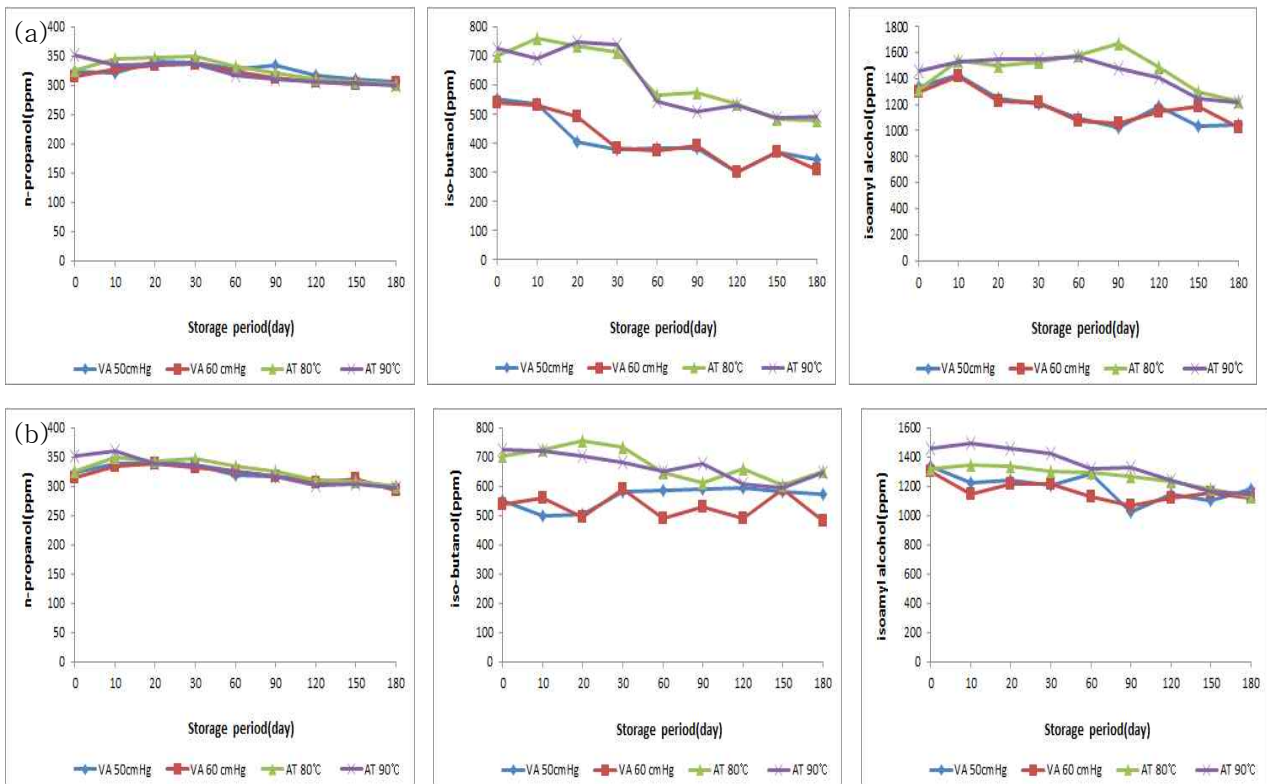 (a)
n-propanol(ppm)
400
350
300
250
200
150
100
50
0
0 10 20 30 60 90 120 150 180
Storage period(day)
VA 50cmHg VA 60 cmHg AT 80℃ AT 90℃
iso-butanol(ppm)
800
700
600
500
400
300
200
100
0
0 10 20 30 60 90 120 150 180
Storage period(day)
VA 50cmHg VA 60 cmHg AT 80℃ AT 90℃
isoamyl alcohol(ppm)
1800
1600
1400
1200
1000
800
600
400
200
0
0 10 20 30 60 90 120 150 180
Storage period(day)
VA 50cmHg VA 60 cmHg AT 80℃ AT 90℃
(b)
n-propanol(ppm)
400
350
300
250
200
150
100
50
0
0 10 20 30 60 90 120 150 180
Storage period(day)
VA 50cmHg VA 60 cmHg AT 80℃ AT 90℃
iso-butanol(ppm)
800
700
600
500
400
300
200
100
0
0 10 20 30 60 90 120 150 180
Storage period(day)
VA 50cmHg VA 60 cmHg AT 80℃ AT 90℃
isoamyl alcohol(ppm)
1600
1400
1200
1000
800
600
400
200
0
0 10 20 30 60 90 120 150 180
Storage period(day)
VA 50cmHg VA 60 cmHg AT 80℃ AT 90℃